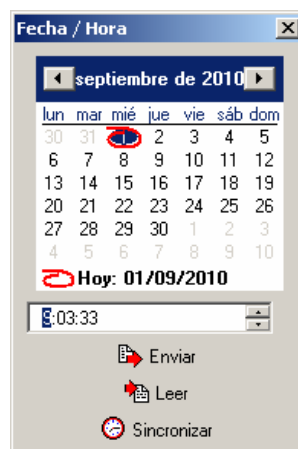 Fecha / Hora
septiembre de 2010
lun mar mié jue vie sáb dom
30 31 1 2 3 4 5
6 7 8 9 10 11 12
13 14 15 16 17 18 19
20 21 22 23 24 25 26
27 28 29 30 1 2 3
4 5 6 7 8 9 10
Hoy: 01/09/2010
9:03:33
Enviar
Leer
Sincronizar